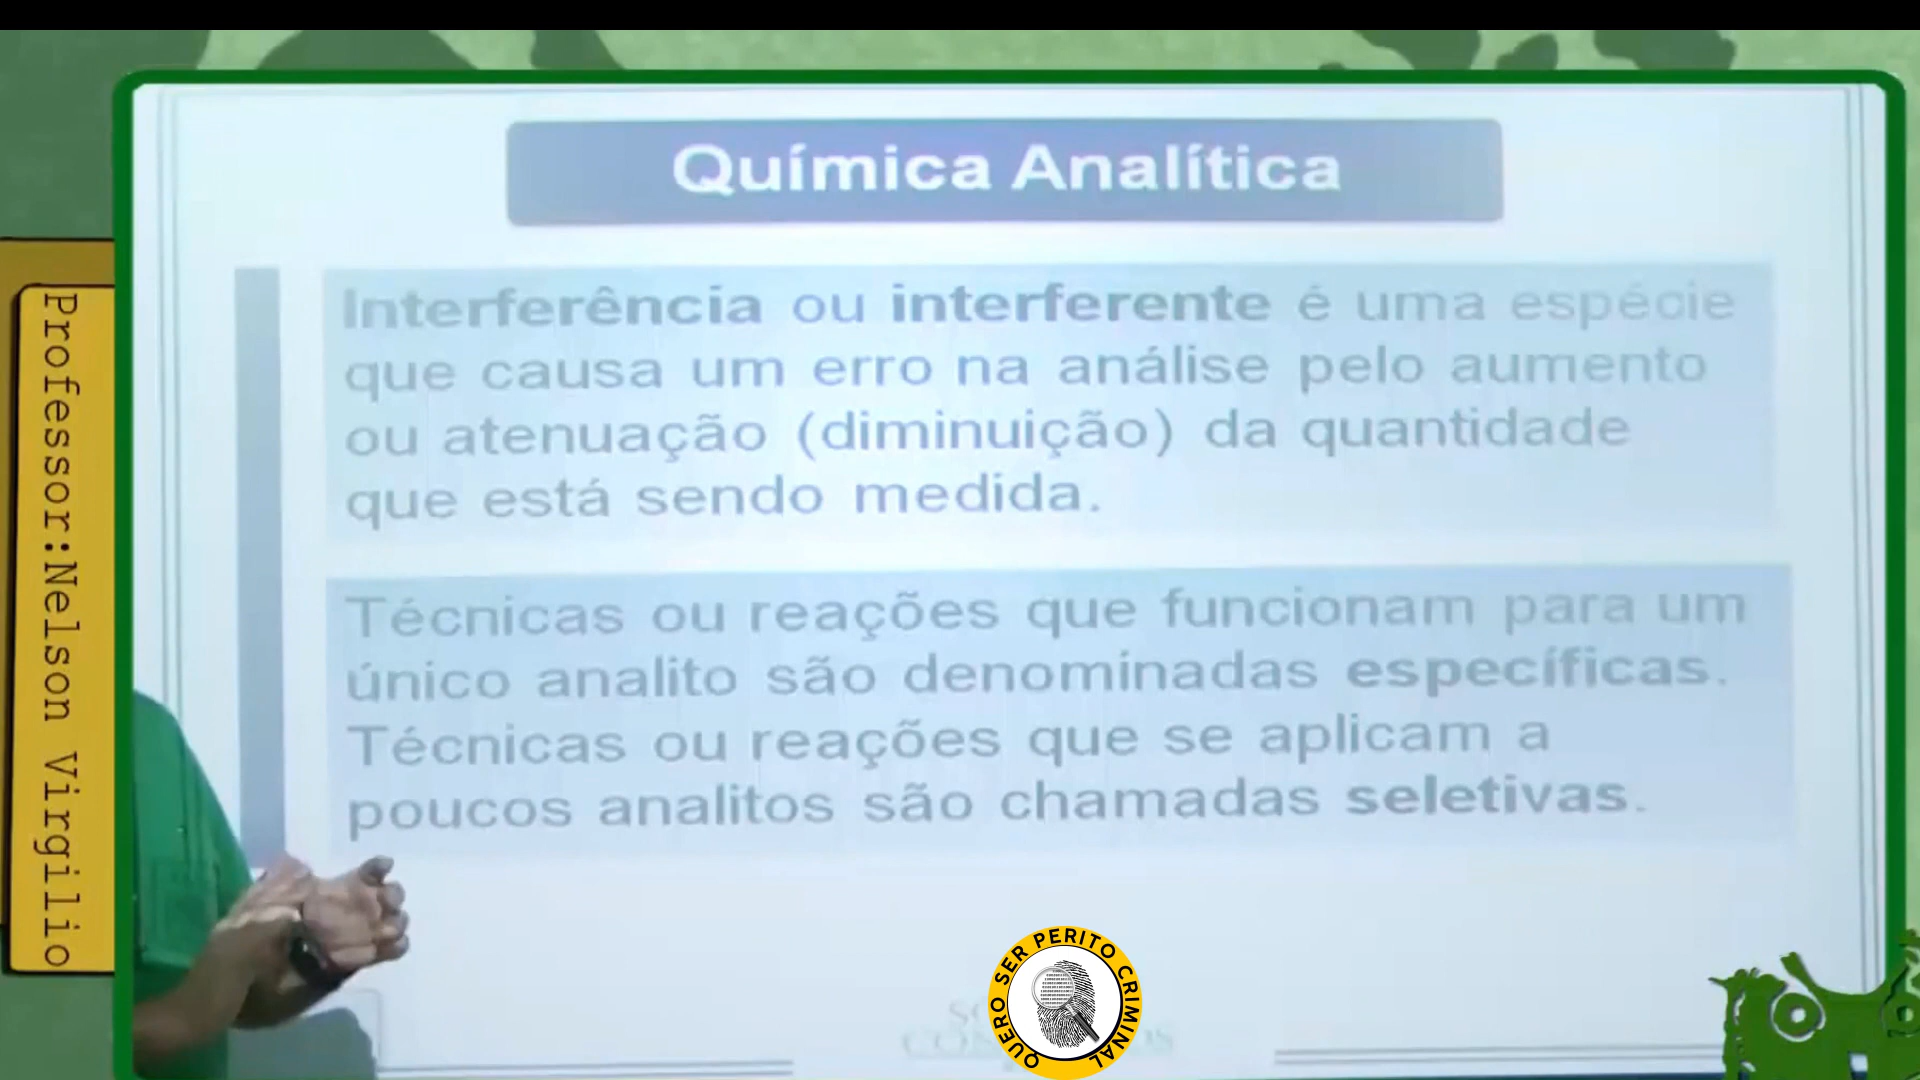 Química Analítica
Interferência ou interferente é uma espécie
que causa um erro na análise pelo aumento
ou atenuação (diminuição) da quantidade
que está sendo medida.
Técnicas ou reações que funcionam para um
único analito são denominadas específicas.
Técnicas ou reações que se aplicam a
poucos analitos são chamadas seletivas.
Professor:Nelson Virgilio
QUERO SER PERITO CRIMINAL